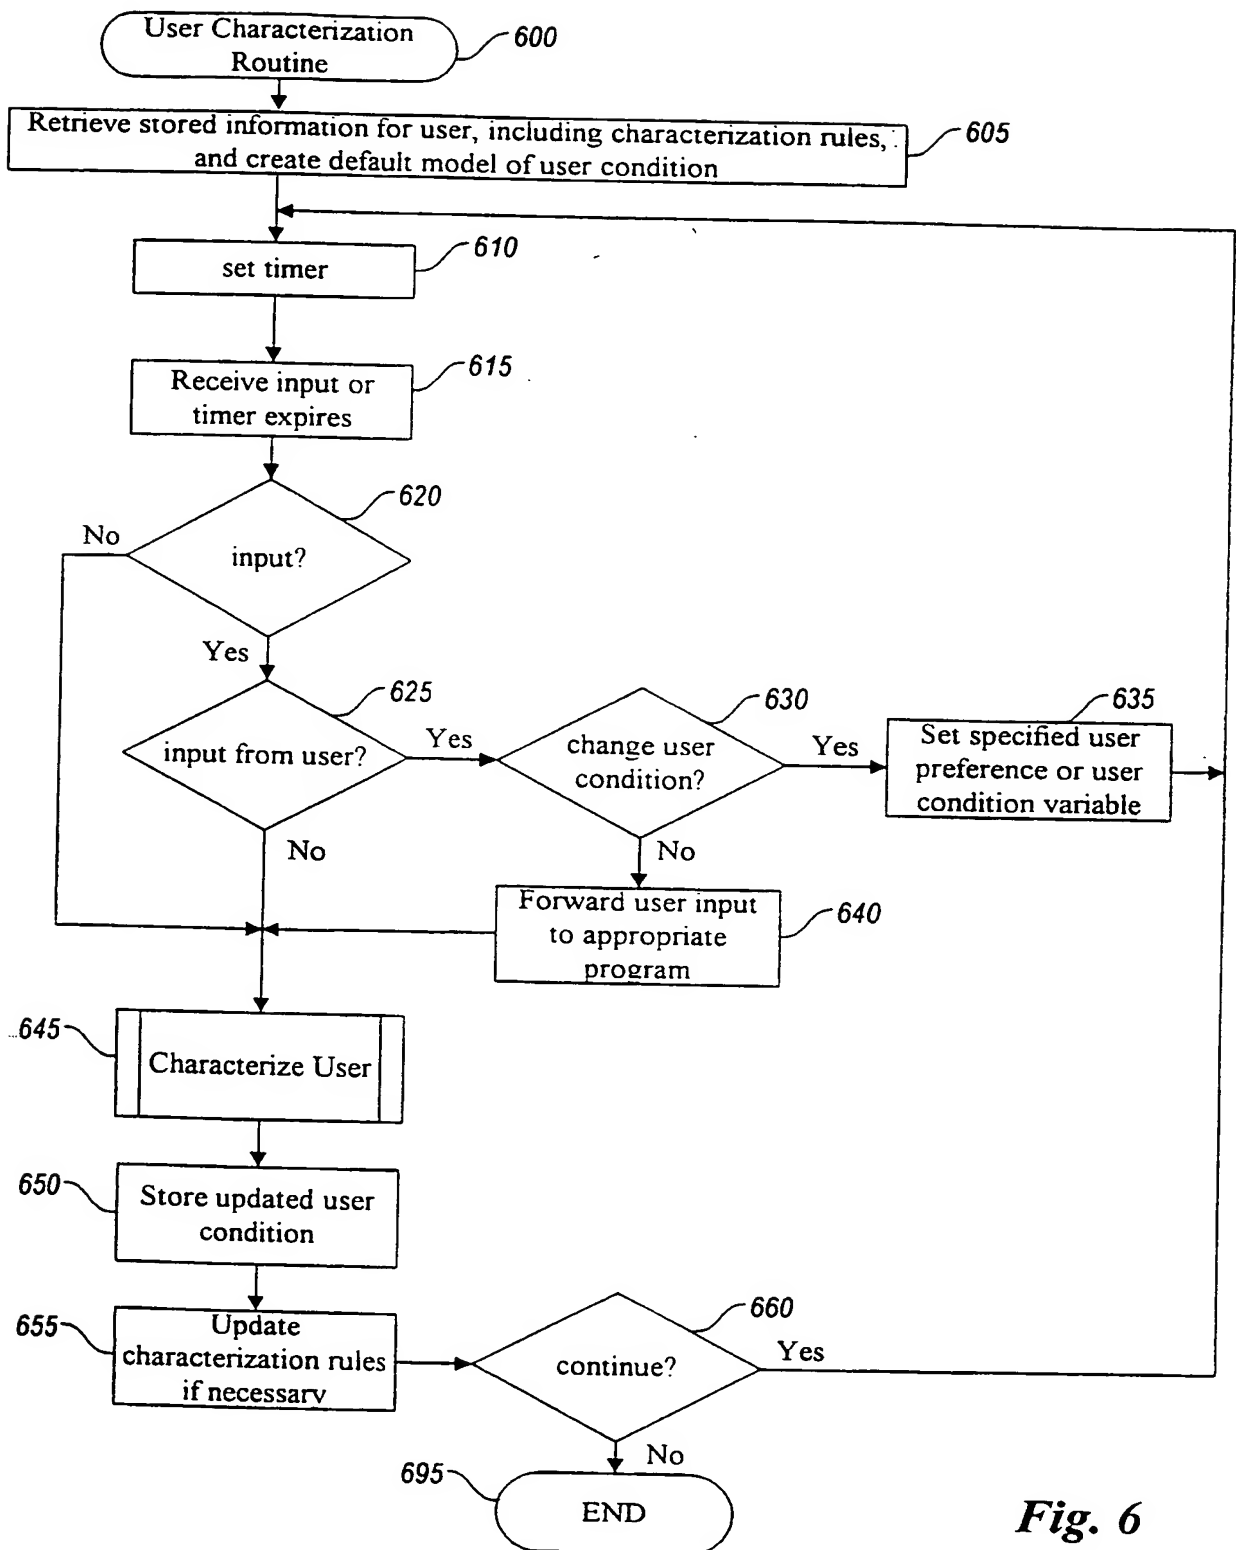 User Characterization
Routine
600
Retrieve stored information for user, including characterization rules,
and create default model of user condition
605
set timer
610
Receive input or
timer expires
615
input?
620
No
Yes
input from user?
625
Yes
No
change user
condition?
630
Yes
No
Set specified user
preference or user
condition variable
635
Forward user input
to appropriate
program
640
645
Characterize User
650
Store updated user
condition
655
Update
characterization rules
if necessary
continue?
660
Yes
No
695
END
Fig. 6